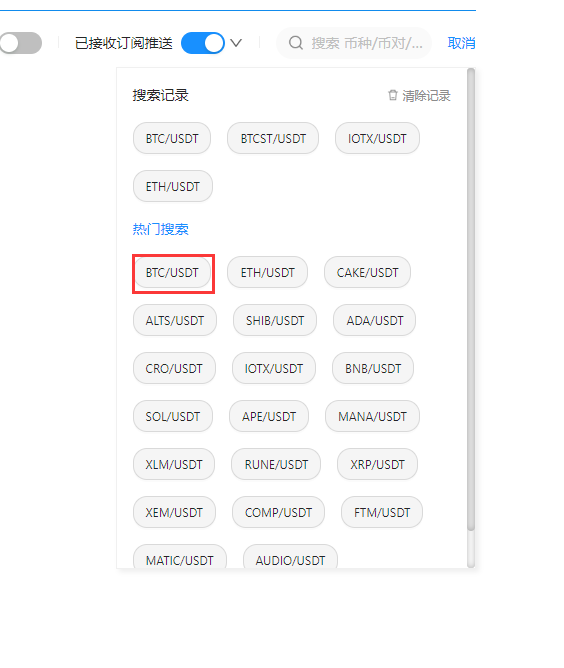 已接收订阅推送 搜索 币种/币对/... 取消
搜索记录 清除记录
BTC/USDT BTCST/USDT IOTX/USDT
ETH/USDT
热门搜索
BTC/USDT ETH/USDT CAKE/USDT
ALTS/USDT SHIB/USDT ADA/USDT
CRO/USDT IOTX/USDT BNB/USDT
SOL/USDT APE/USDT MANA/USDT
XLM/USDT RUNE/USDT XRP/USDT
XEM/USDT COMP/USDT FTM/USDT
MATIC/USDT AUDIO/USDT